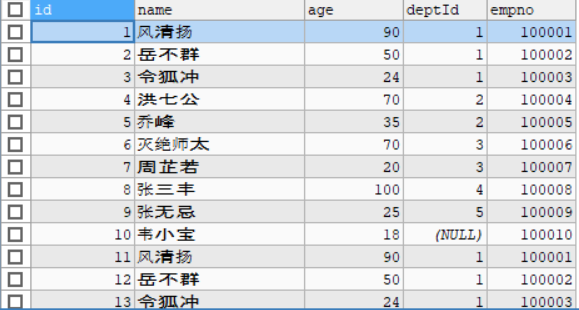 id name age deptId empno
1 风清扬 90 1 100001
2 岳不群 50 1 100002
3 令狐冲 24 1 100003
4 洪七公 70 2 100004
5 乔峰 35 2 100005
6 灭绝师太 70 3 100006
7 周芷若 20 3 100007
8 张三丰 100 4 100008
9 张无忌 25 5 100009
10 韦小宝 18 (NULL) 100010
11 风清扬 90 1 100001
12 岳不群 50 1 100002
13 令狐冲 24 1 100003